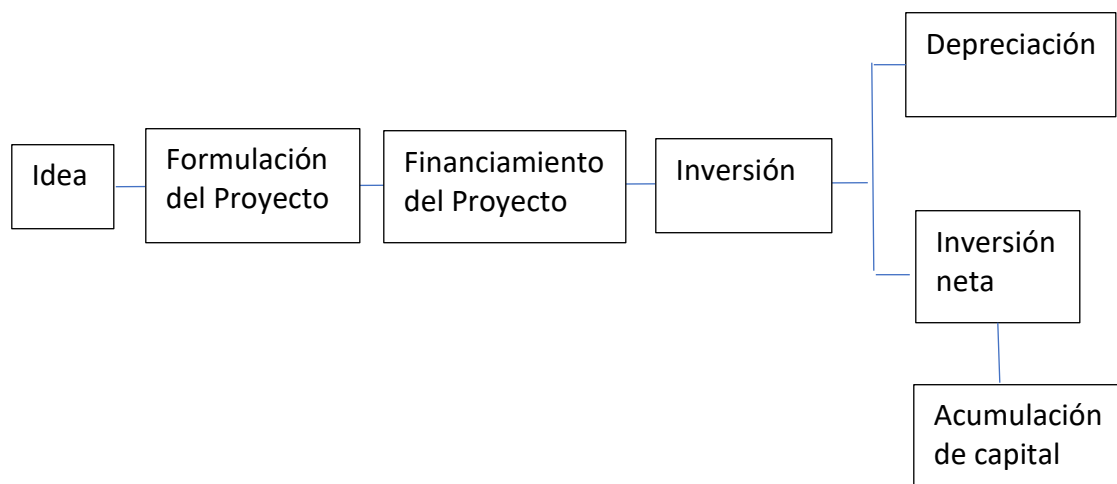 Depreciación
Idea
Formulación
del Proyecto
Financiamiento
del Proyecto
Inversión
Inversión
neta
Acumulación
de capital